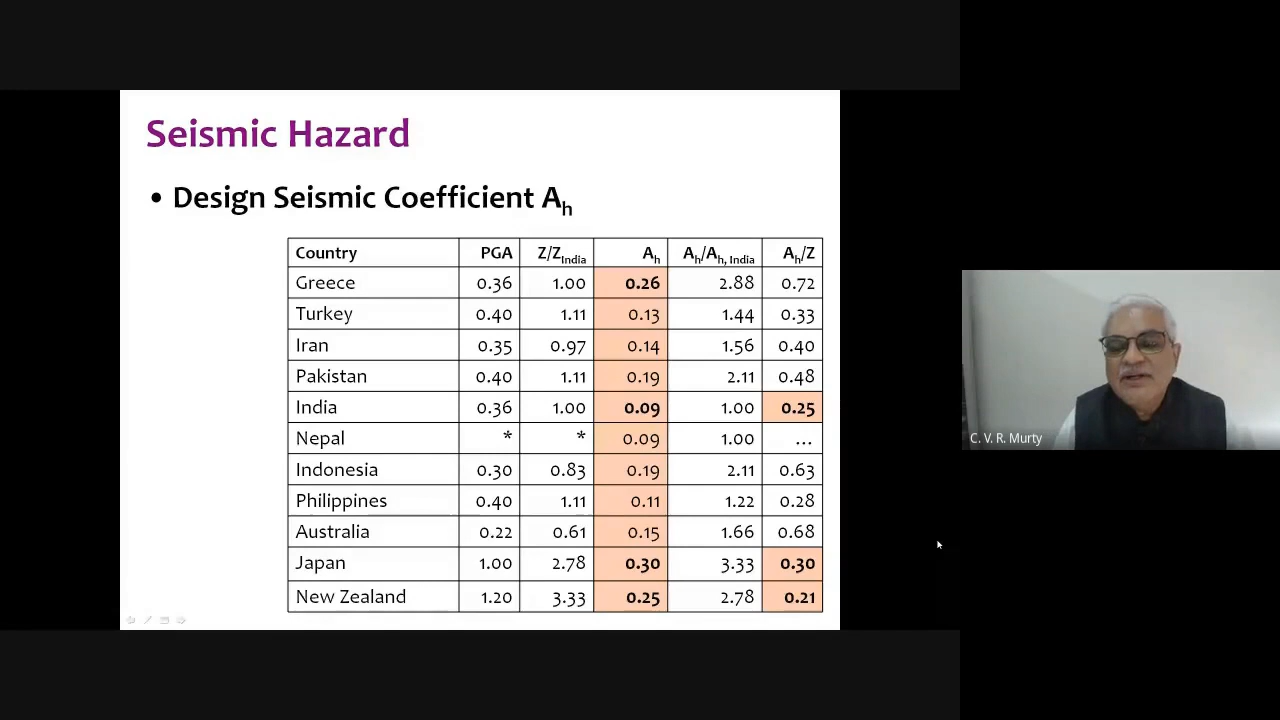 Seismic Hazard
• Design Seismic Coefficient Ah
Country PGA Z/ZIndia Ah Ah/Ah, India Ah/Z
Greece 0.36 1.00 0.26 2.88 0.72
Turkey 0.40 1.11 0.13 1.44 0.33
Iran 0.35 0.97 0.14 1.56 0.40
Pakistan 0.40 1.11 0.19 2.11 0.48
India 0.36 1.00 0.09 1.00 0.25
Nepal * * 0.09 1.00 ...
Indonesia 0.30 0.83 0.19 2.11 0.63
Philippines 0.40 1.11 0.11 1.22 0.28
Australia 0.22 0.61 0.15 1.66 0.68
Japan 1.00 2.78 0.30 3.33 0.30
New Zealand 1.20 3.33 0.25 2.78 0.21
C. V. R. Murty